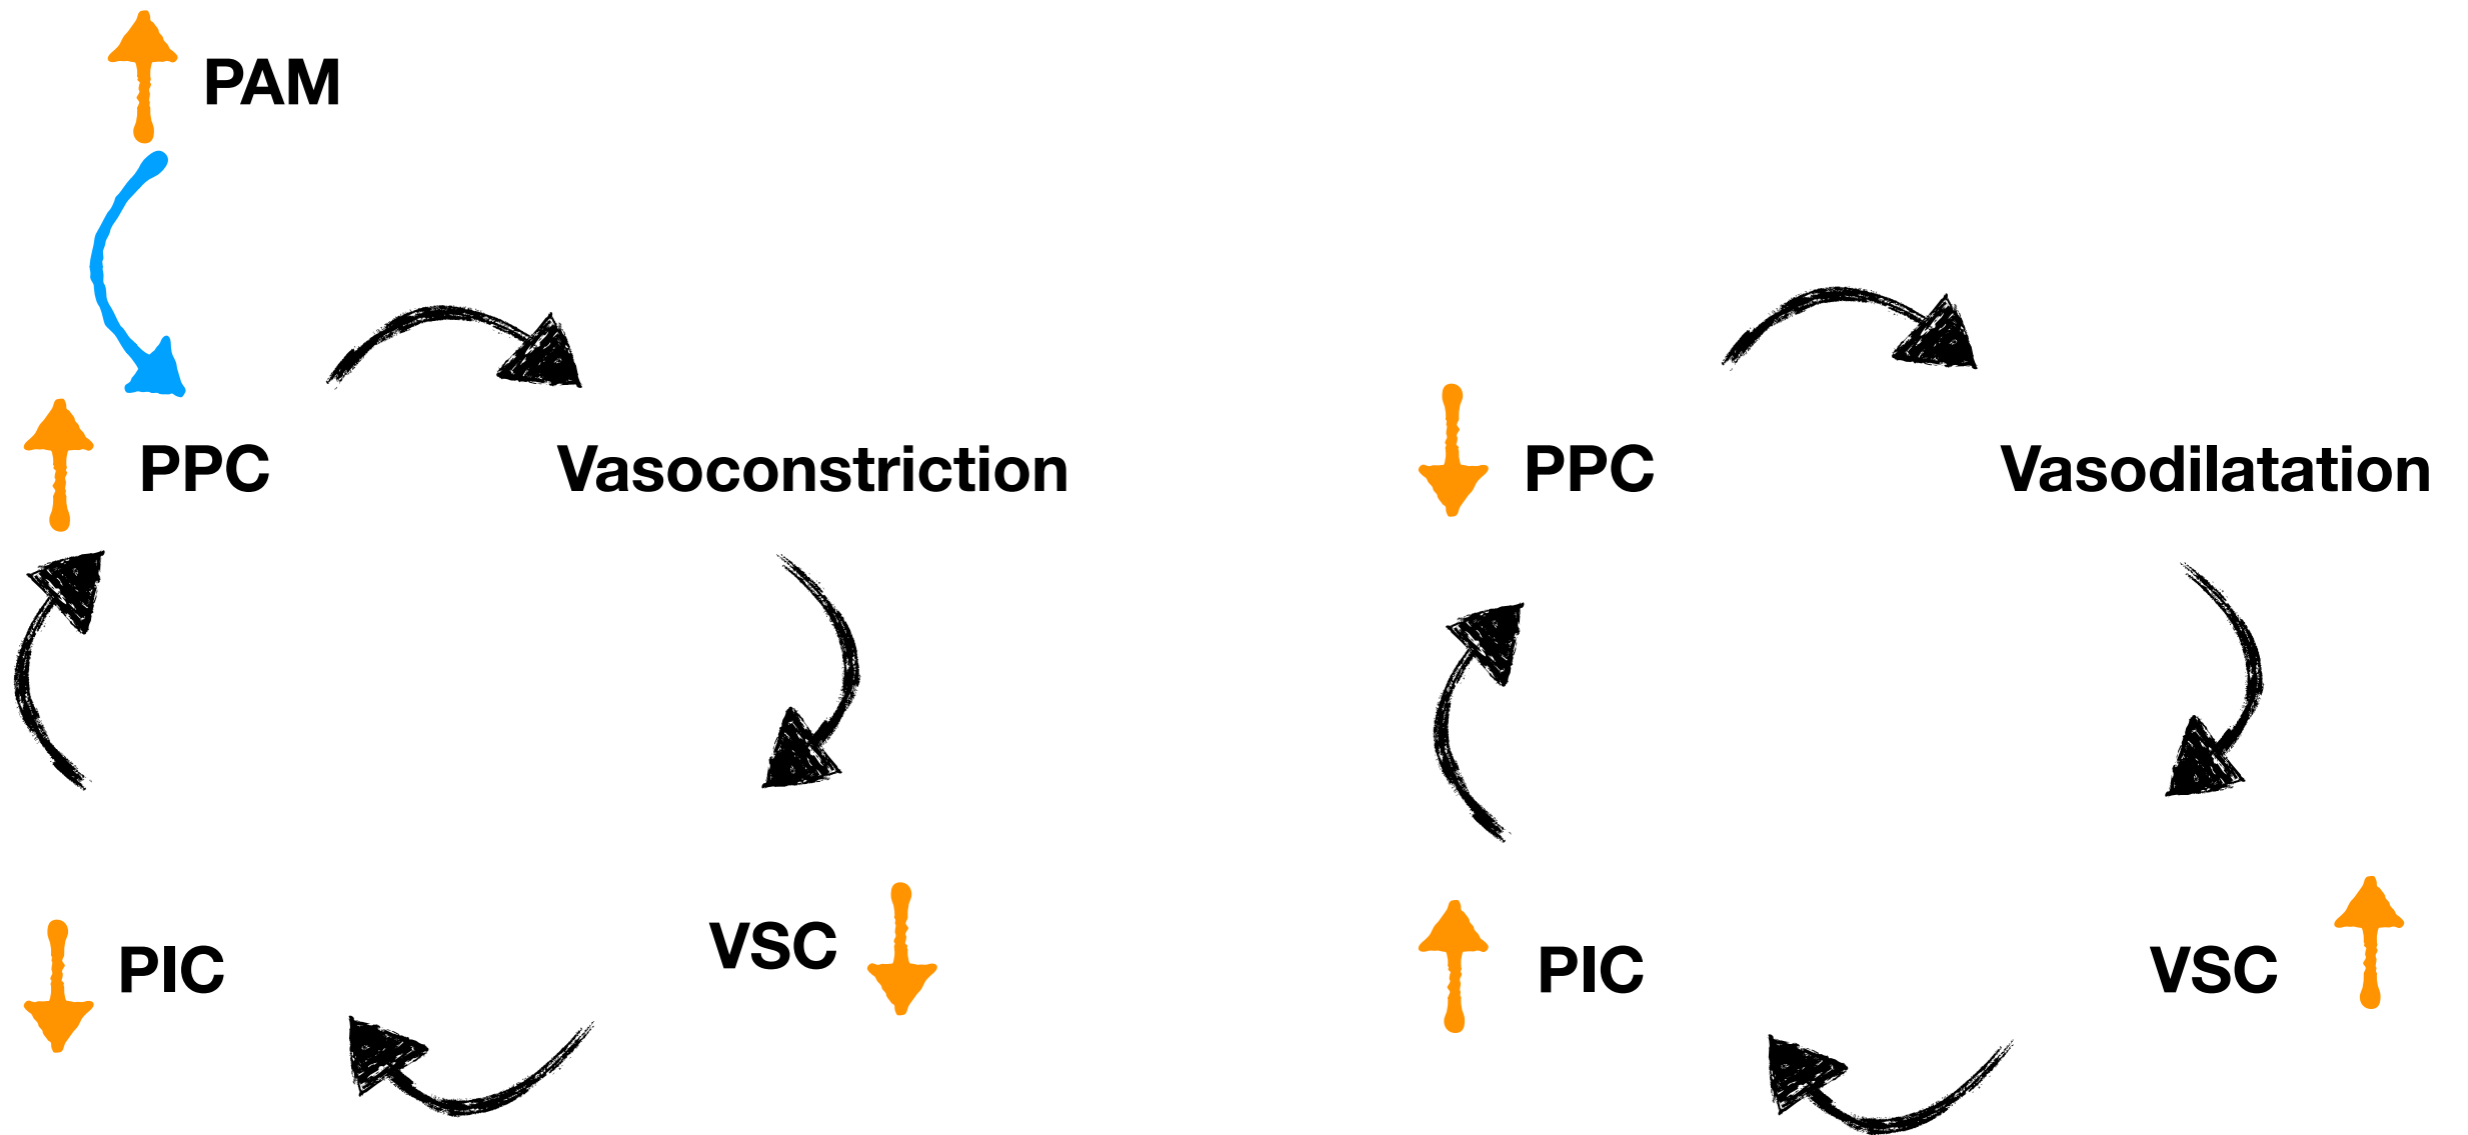 PAM
PPC
Vasoconstriction
VSC
PIC
PPC
Vasodilatation
VSC
PIC